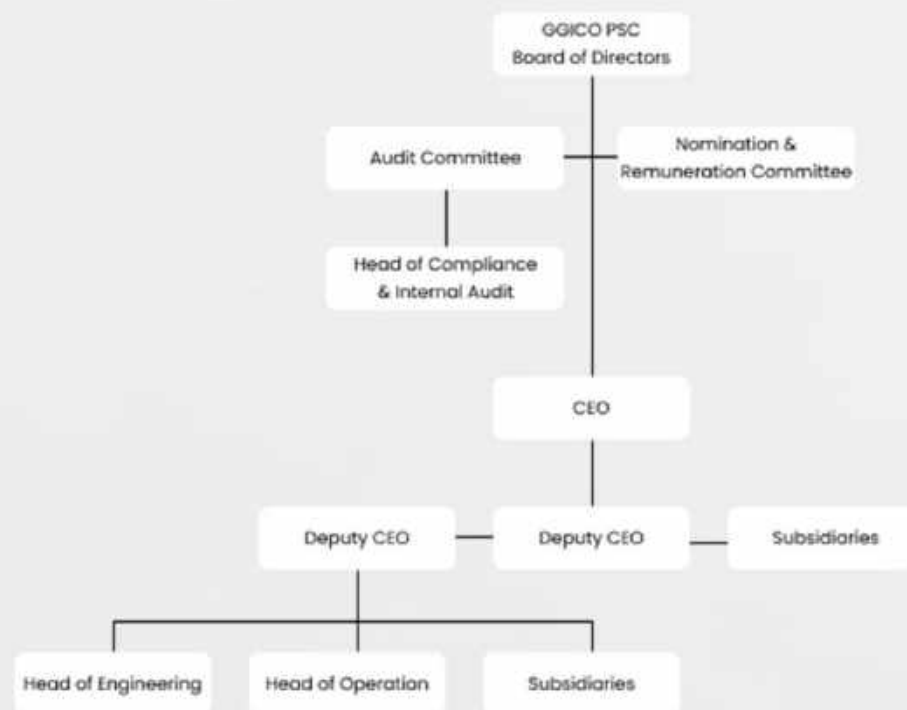 GGICO PSC
Board of Directors
Audit Committee
Nomination &
Remuneration Committee
Head of Compliance
& Internal Audit
CEO
Deputy CEO
Deputy CEO
Subsidiaries
Head of Engineering
Head of Operation
Subsidiaries